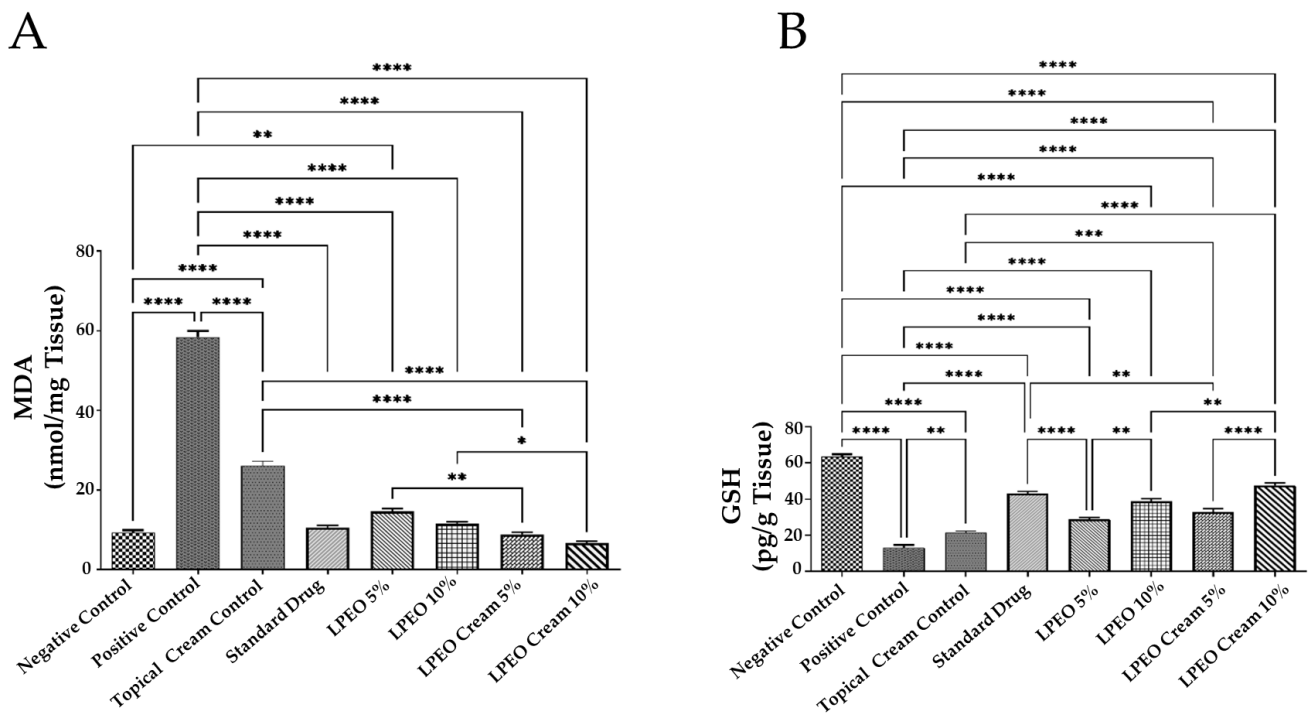 A
****
****
**
****
****
****
****
****
****
****
****
*
**
MDA
(nmol/mg Tissue)
80
60
40
20
0
Negative Control
Positive Control
Topical Cream Control
Standard Drug
LPEO 5%
LPEO 10%
LPEO Cream 5%
LPEO Cream 10%
B
****
****
****
****
****
****
***
****
****
****
****
****
**
****
**
****
**
****
**
****
GSH
(pg/g Tissue)
80
60
40
20
0
Negative Control
Positive Control
Topical Cream Control
Standard Drug
LPEO 5%
LPEO 10%
LPEO Cream 5%
LPEO Cream 10%